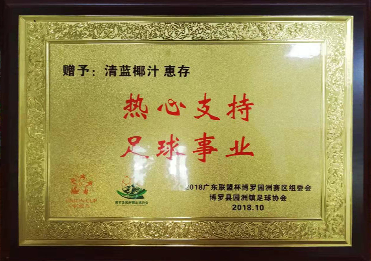 赠予：清蓝椰汁 惠存
热心支持
足球事业
2018广东联盟杯博罗园洲赛区组委会
博罗县园洲镇足球协会
2018.10